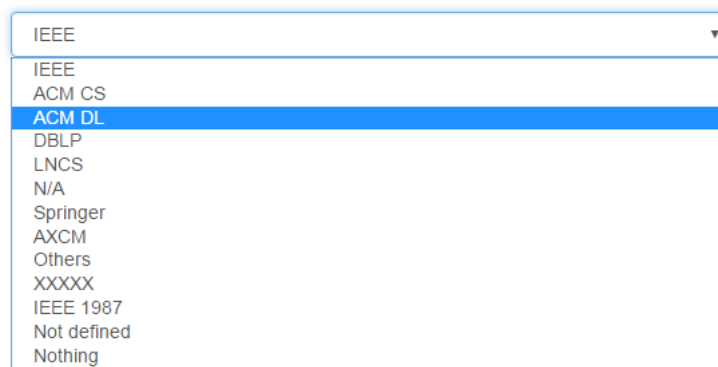 IEEE
IEEE
ACM CS
ACM DL
DBLP
LNCS
N/A
Springer
AXCM
Others
XXXXX
IEEE 1987
Not defined
Nothing